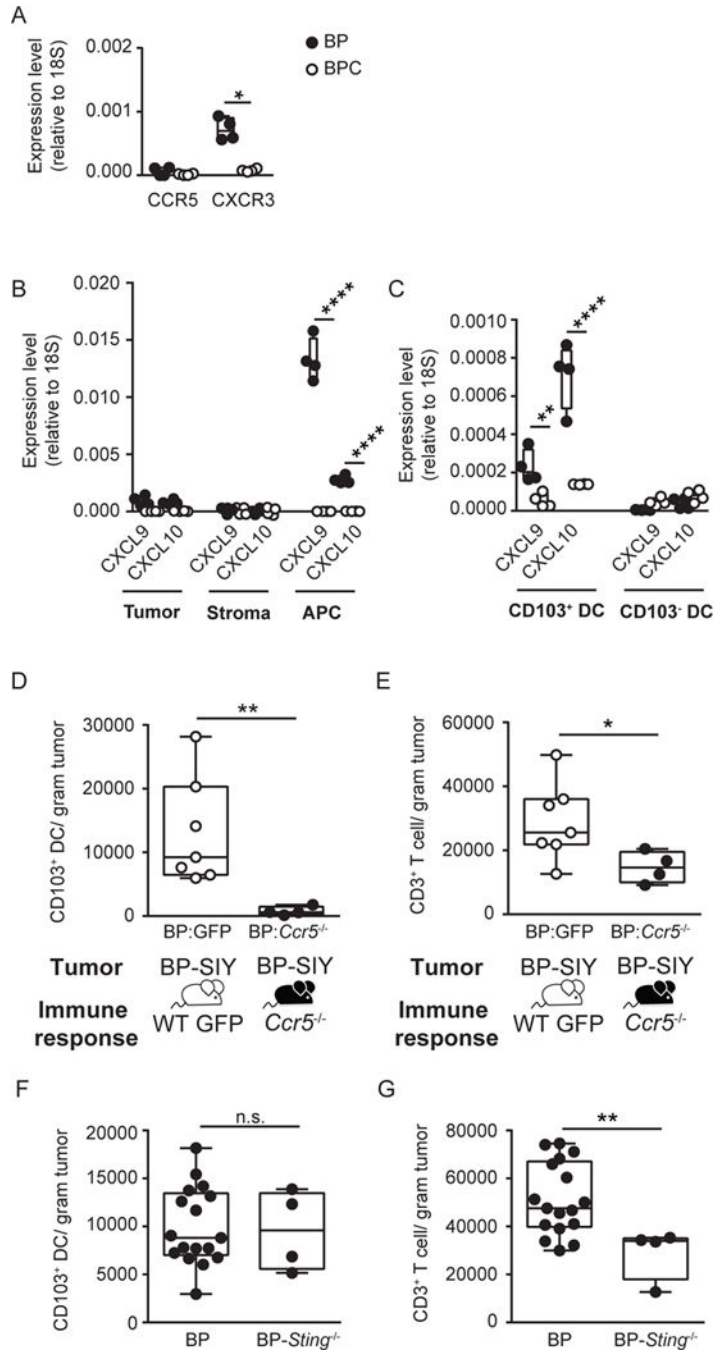 A
Expression level
(relative to 18S)
0.002
0.001
0.000
*
CCR5 CXCR3
BP
BPC
B
Expression level
(relative to 18S)
0.020
0.015
0.010
0.005
0.000
****
****
CXCL9 CXCL10 CXCL9 CXCL10 CXCL9 CXCL10
Tumor Stroma APC
C
Expression level
(relative to 18S)
0.0010
0.0008
0.0006
0.0004
0.0002
0.0000
**
****
CXCL9 CXCL10 CXCL9 CXCL10
CD103⁺ DC CD103⁻ DC
D
CD103⁺ DC/ gram tumor
30000
20000
10000
0
**
BP:GFP BP:Ccr5⁻/⁻
Tumor BP-SIY BP-SIY
Immune
response WT GFP Ccr5⁻/⁻
E
CD3⁺ T cell/ gram tumor
60000
40000
20000
0
*
BP:GFP BP:Ccr5⁻/⁻
Tumor BP-SIY BP-SIY
Immune
response WT GFP Ccr5⁻/⁻
F
CD103⁺ DC/ gram tumor
20000
15000
10000
5000
0
n.s.
BP BP-Sting⁻/⁻
G
CD3⁺ T cell/ gram tumor
80000
60000
40000
20000
0
**
BP BP-Sting⁻/⁻